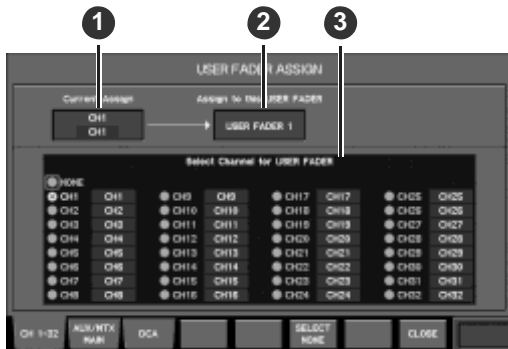 1 2 3
USER FADER ASSIGN
Current Assign Assign to this USER FADER
CH1 USER FADER 1
CH1
Select Channel for USER FADER
NONE
CH1 CH1 CH9 CH9 CH17 CH17 CH25 CH25
CH2 CH2 CH10 CH10 CH18 CH18 CH26 CH26
CH3 CH3 CH11 CH11 CH19 CH19 CH27 CH27
CH4 CH4 CH12 CH12 CH20 CH20 CH28 CH28
CH5 CH5 CH13 CH13 CH21 CH21 CH29 CH29
CH6 CH6 CH14 CH14 CH22 CH22 CH30 CH30
CH7 CH7 CH15 CH15 CH23 CH23 CH31 CH31
CH8 CH8 CH16 CH16 CH24 CH24 CH32 CH32
CH 1-32 AUX/MTX DCA SELECT CLOSE
MAIN NONE